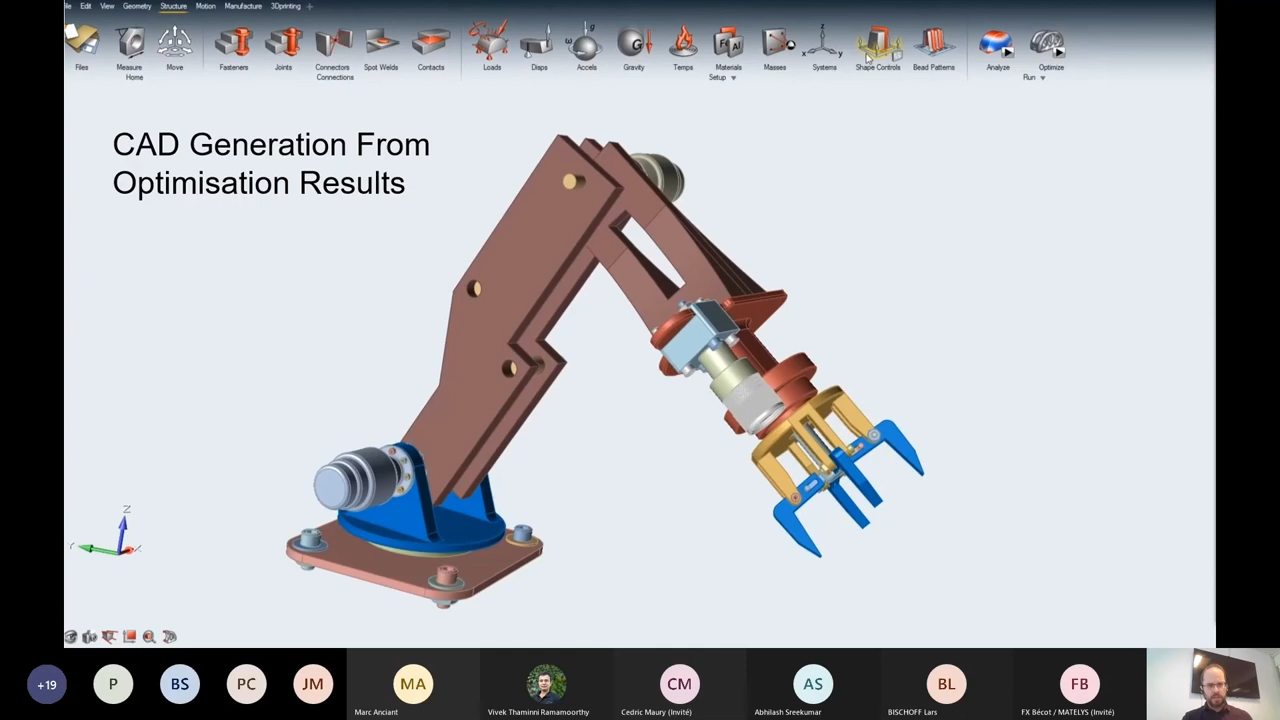 le Edit View Geometry Structure Motion Manufacture 3Dprinting +
Files Measure Move Fasteners Joints Connectors Spot Welds Contacts Loads Disps Accels Gravity Temps Materials Masses Systems Shape Controls Bead Patterns Analyze Optimize
Home Connections Setup Run
CAD Generation From
Optimisation Results
Z
Y
X
+19 P BS PC JM MA CM AS BL FB
Marc Anciant Vivek Thaminni Ramamoorthy Cedric Maury (Invité) Abhilash Sreekumar BISCHOFF Lars FX Bécot / MATELYS (Invité)